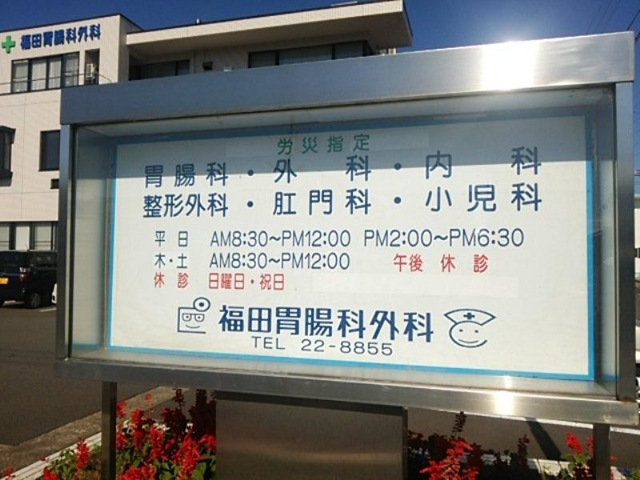 福田胃腸科外科
労災指定
胃腸科・外科・内科
整形外科・肛門科・小児科
平日 AM8:30～PM12:00 PM2:00～PM6:30
木・土 AM8:30～PM12:00 午後休診
休診 日曜日・祝日
福田胃腸科外科
TEL 22-8855